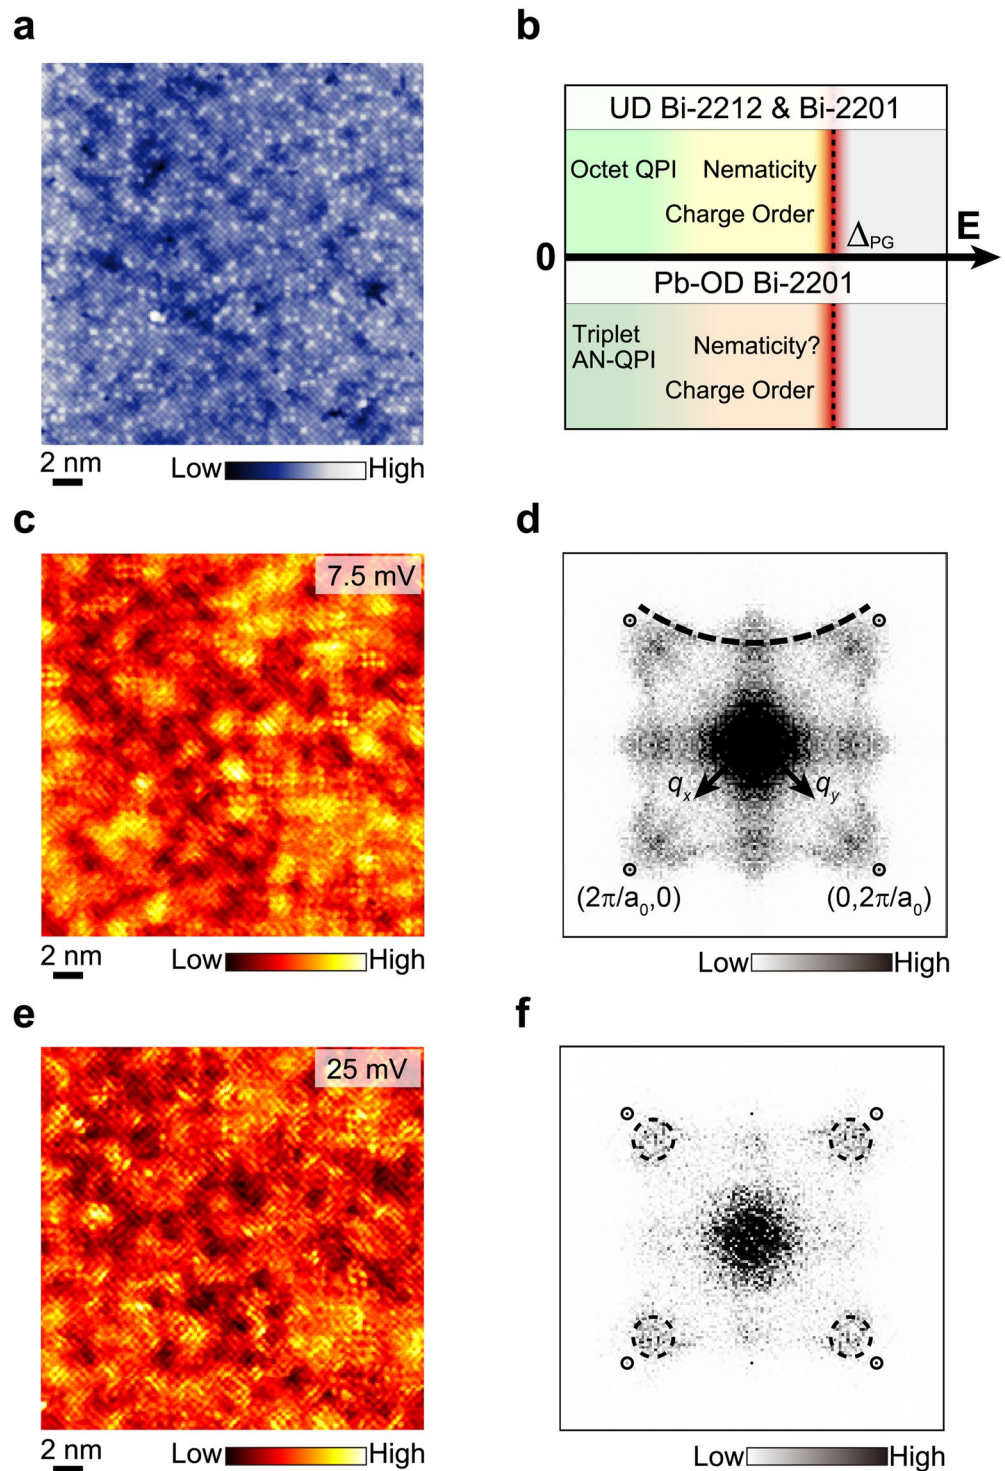 a
2 nm
Low High
b
UD Bi-2212 & Bi-2201
Octet QPI Nematicity
Charge Order
ΔPG
E
0
Pb-OD Bi-2201
Triplet
AN-QPI
Nematicity?
Charge Order
c
7.5 mV
2 nm
Low High
d
qx qy
(2π/a0,0) (0,2π/a0)
Low High
e
25 mV
2 nm
Low High
f
Low High